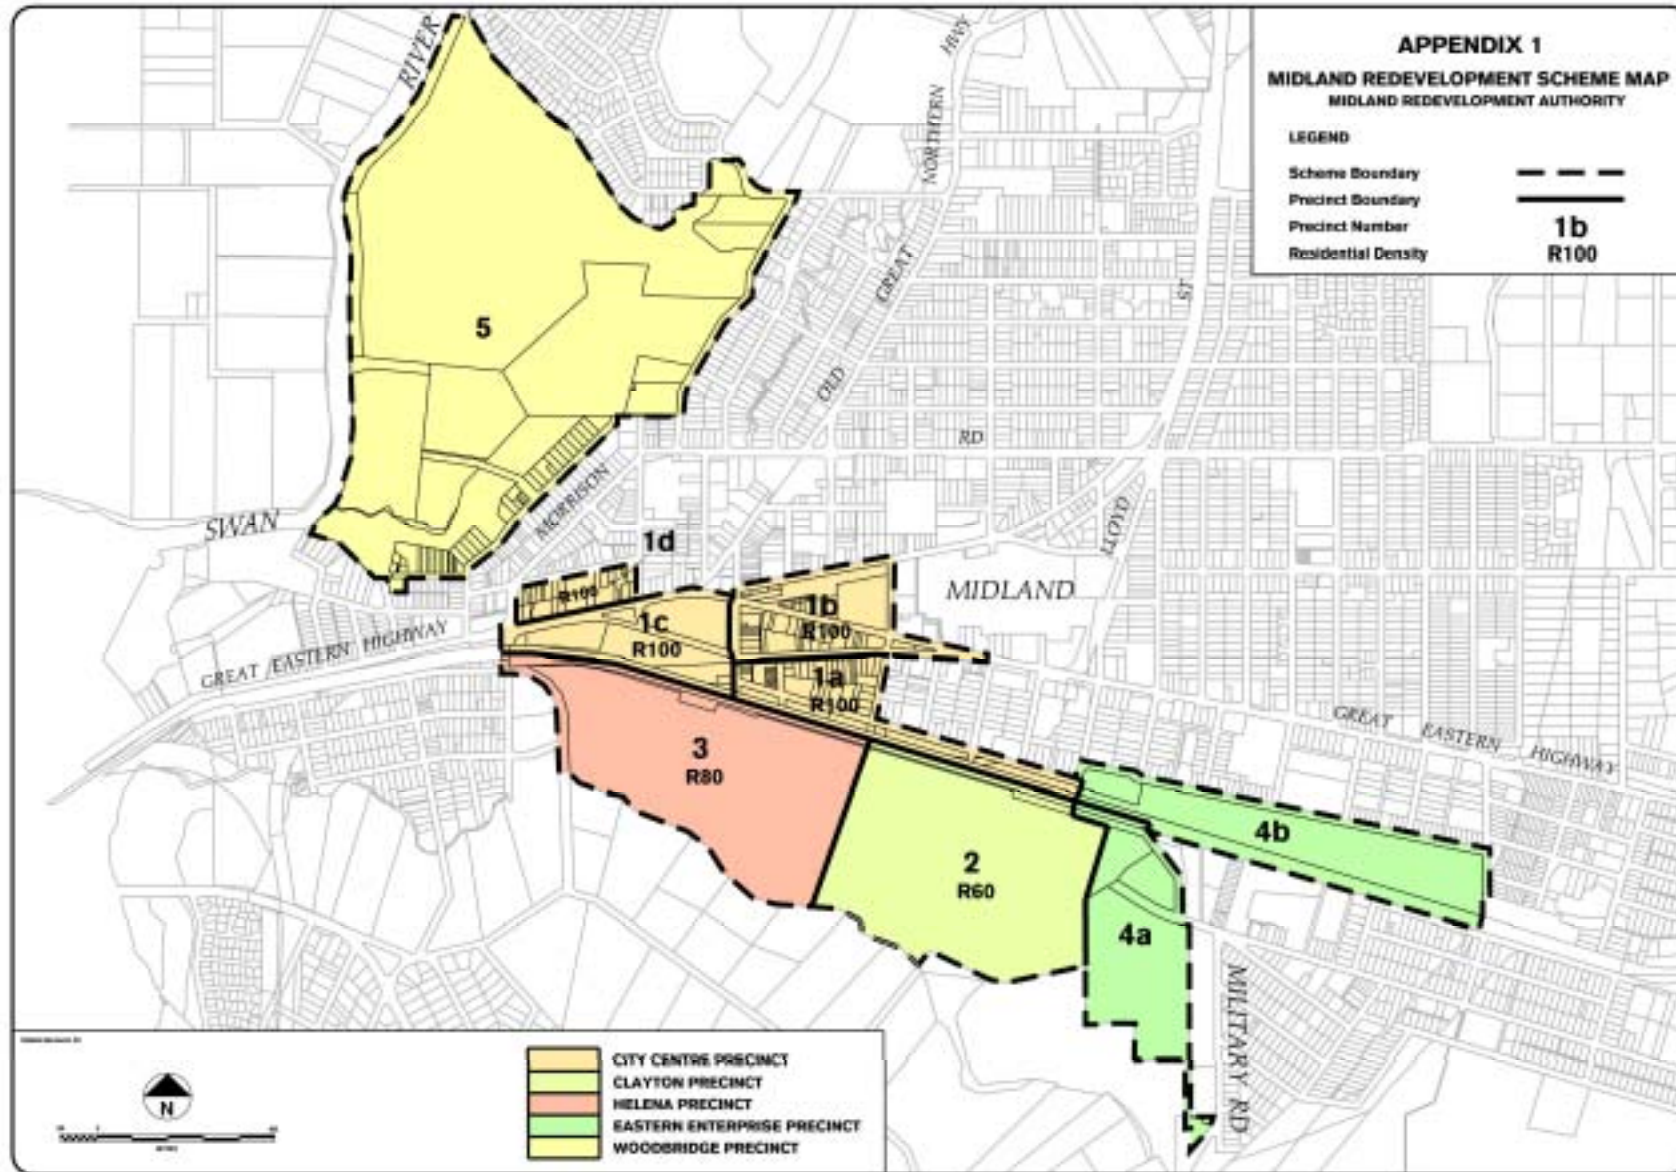 APPENDIX 1
MIDLAND REDEVELOPMENT SCHEME MAP
MIDLAND REDEVELOPMENT AUTHORITY
LEGEND
Scheme Boundary
Precinct Boundary
Precinct Number 1b
Residential Density R100
RIVER
HWY
NORTHERN
GREAT
OLD
ST
5
RD
MORRISON
SWAN
LLOYD
1d
R100
MIDLAND
1b
R100
1c
R100
GREAT EASTERN HIGHWAY
1a
R100
GREAT EASTERN HIGHWAY
3
R80
4b
2
R60
4a
MILITARY RD
N
CITY CENTRE PRECINCT
CLAYTON PRECINCT
HELENA PRECINCT
EASTERN ENTERPRISE PRECINCT
WOODBRIDGE PRECINCT